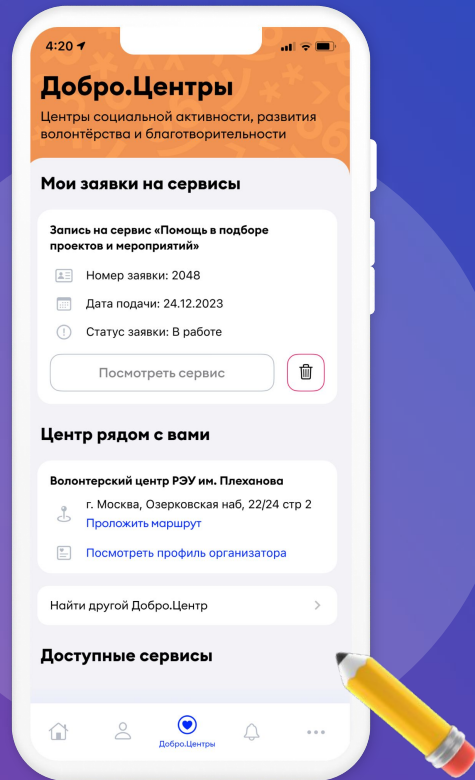 4:20
Добро.Центры
Центры социальной активности, развития
волонтёрства и благотворительности
Мои заявки на сервисы
Запись на сервис «Помощь в подборе
проектов и мероприятий»
Номер заявки: 2048
Дата подачи: 24.12.2023
Статус заявки: В работе
Посмотреть сервис
Центр рядом с вами
Волонтерский центр РЭУ им. Плеханова
г. Москва, Озерковская наб, 22/24 стр 2
Проложить маршрут
Посмотреть профиль организатора
Найти другой Добро.Центр
Доступные сервисы
Добро.Центры